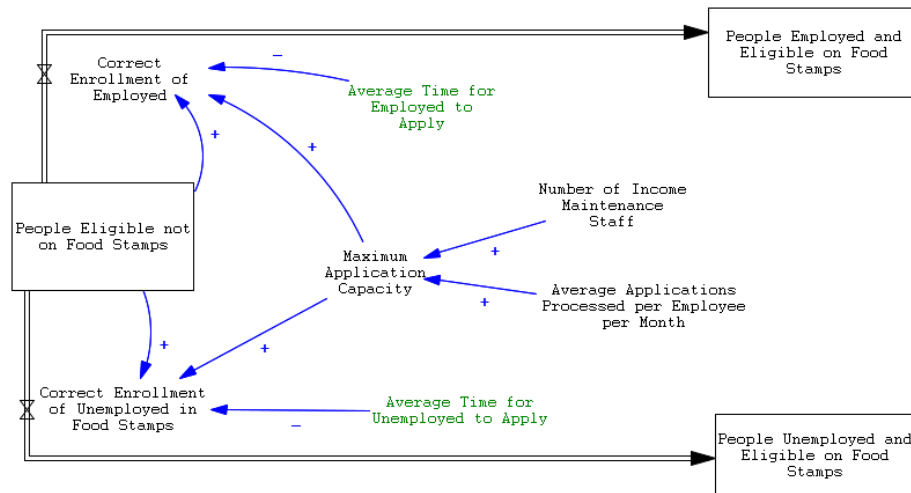 People Employed and
Eligible on Food
Stamps
Correct
Enrollment of
Employed
–
Average Time for
Employed to
Apply
+
+
People Eligible not
on Food Stamps
Number of Income
Maintenance
Staff
+
Maximum
Application
Capacity
Average Applications
Processed per Employee
per Month
+
+
+
Correct Enrollment
of Unemployed in
Food Stamps
Average Time for
Unemployed to Apply
–
People Unemployed and
Eligible on Food
Stamps